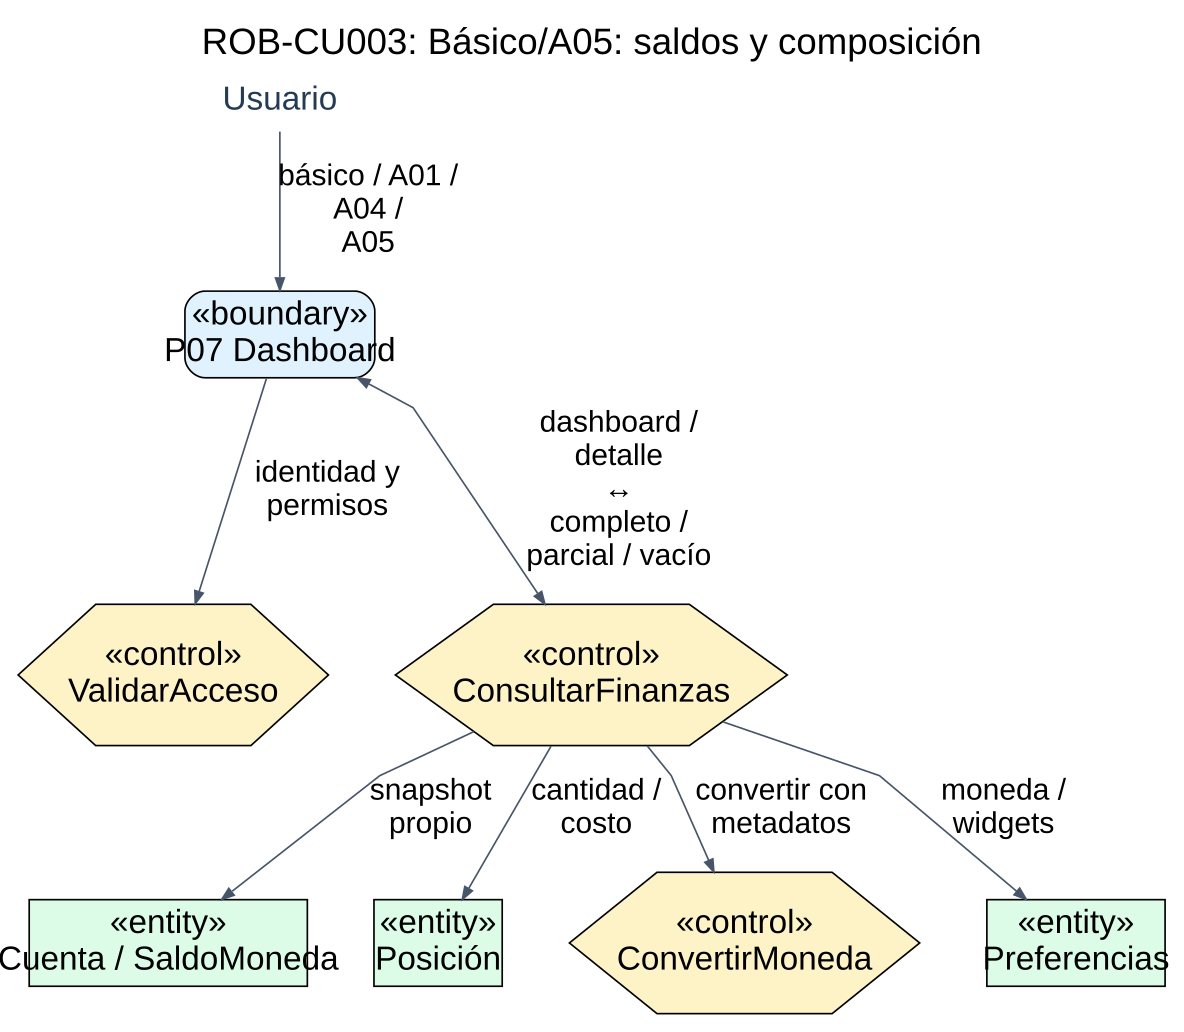 ROB-CU003: Básico/A05: saldos y composición
Usuario
básico / A01 /
A04 /
A05
«boundary»
P07 Dashboard
identidad y
permisos
dashboard /
detalle
↔
completo /
parcial / vacío
«control»
ValidarAcceso
«control»
ConsultarFinanzas
snapshot
propio
cantidad /
costo
convertir con
metadatos
moneda /
widgets
«entity»
Cuenta / SaldoMoneda
«entity»
Posición
«control»
ConvertirMoneda
«entity»
Preferencias